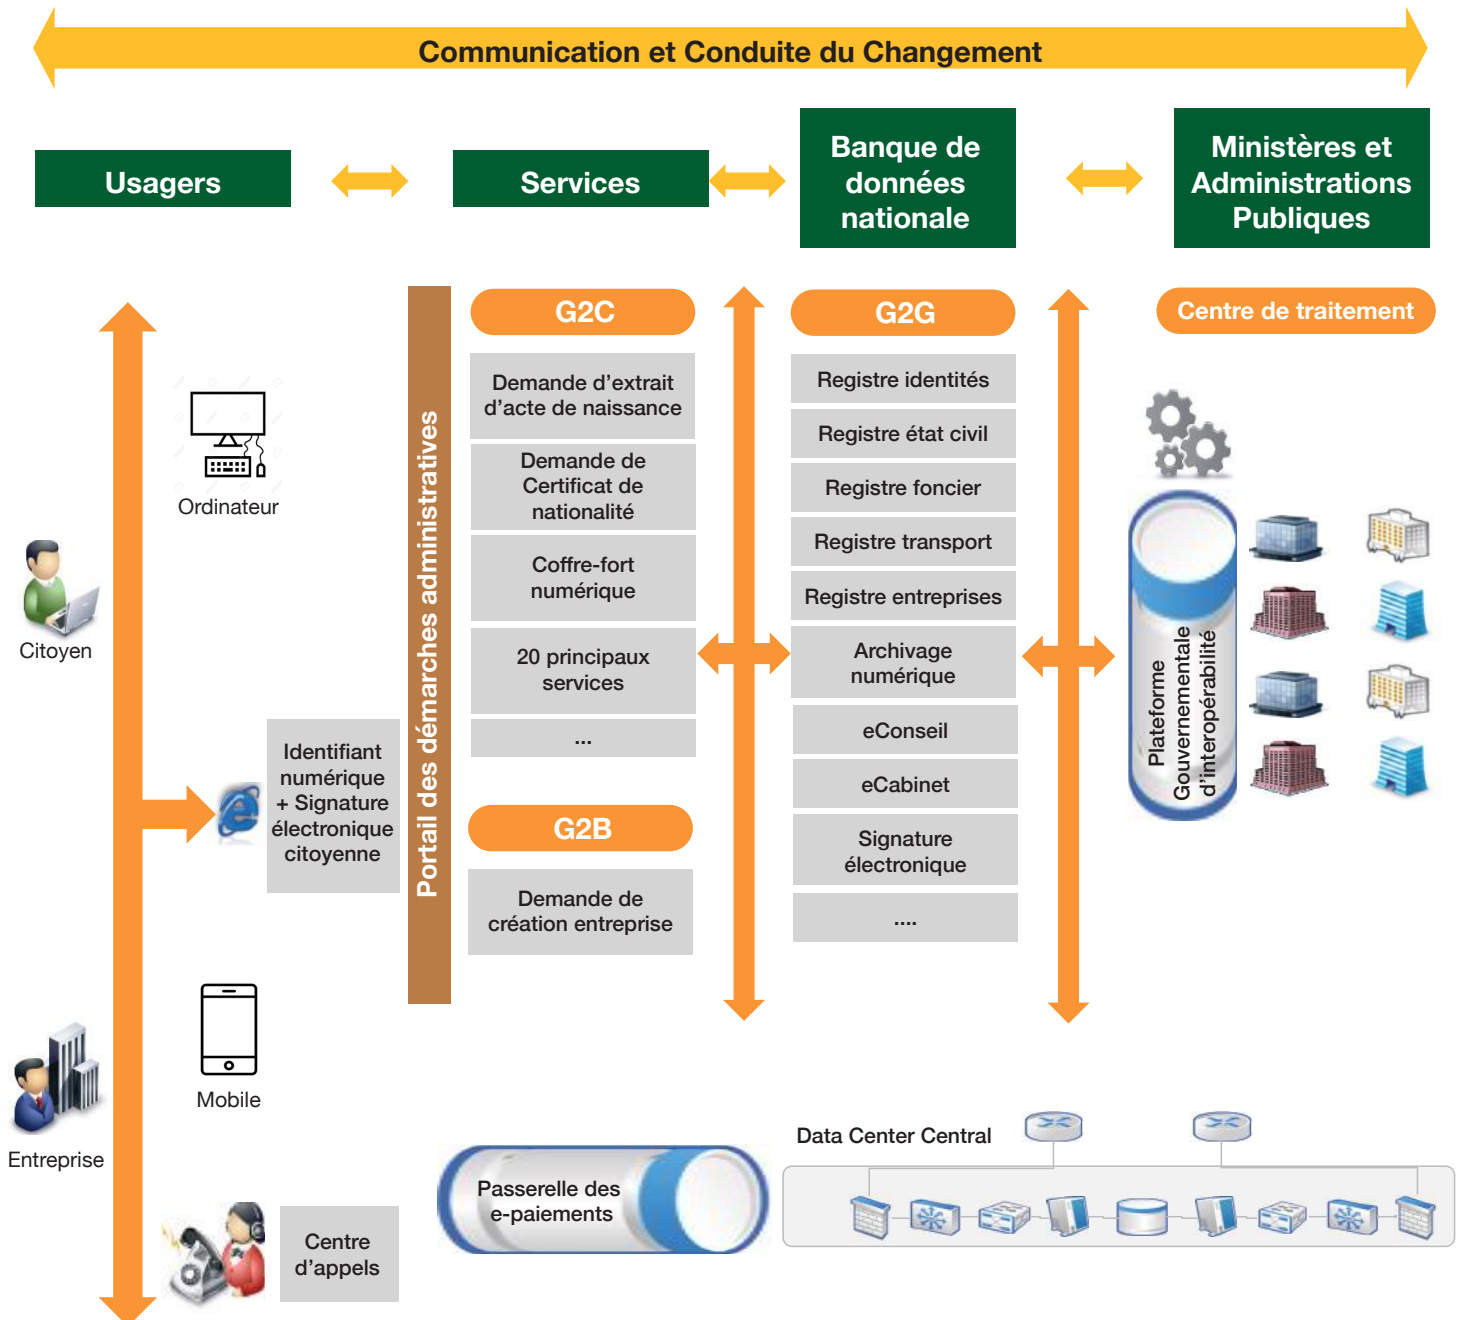 Communication et Conduite du Changement
Usagers
Services
Banque de
données
nationale
Ministères et
Administrations
Publiques
Ordinateur
Citoyen
Identifiant
numérique
+ Signature
électronique
citoyenne
Mobile
Entreprise
Centre
d’appels
Portail des démarches administratives
G2C
Demande d’extrait
d’acte de naissance
Demande de
Certificat de
nationalité
Coffre-fort
numérique
20 principaux
services
...
G2B
Demande de
création entreprise
G2G
Registre identités
Registre état civil
Registre foncier
Registre transport
Registre entreprises
Archivage
numérique
eConseil
eCabinet
Signature
électronique
....
Centre de traitement
Plateforme
Gouvernementale
d’interopérabilité
Passerelle des
e-paiements
Data Center Central